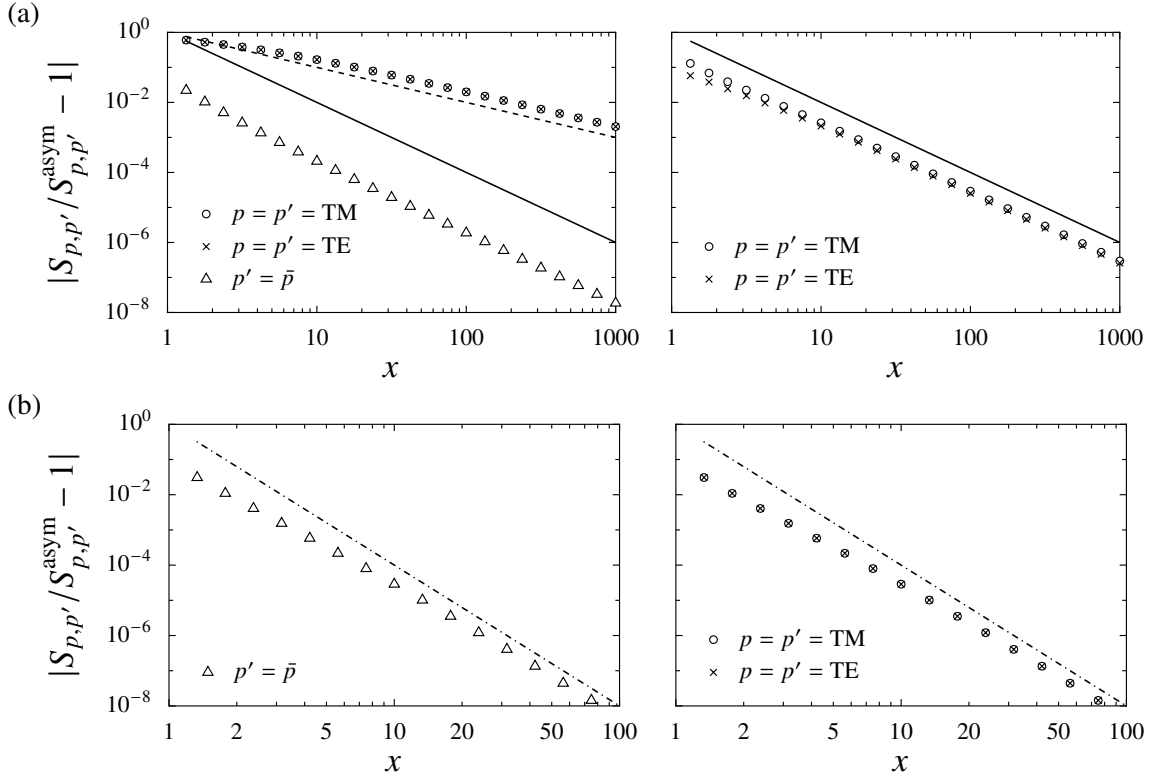 (a)
|S_{p,p'}/S^{asym}_{p,p'} − 1|
10^0
10^{−2}
10^{−4}
10^{−6}
10^{−8}
p = p' = TM
p = p' = TE
p' = p̄
1 10 100 1000
x
p = p' = TM
p = p' = TE
1 10 100 1000
x
(b)
|S_{p,p'}/S^{asym}_{p,p'} − 1|
10^0
10^{−2}
10^{−4}
10^{−6}
10^{−8}
p' = p̄
1 2 5 10 20 50 100
x
p = p' = TM
p = p' = TE
1 2 5 10 20 50 100
x